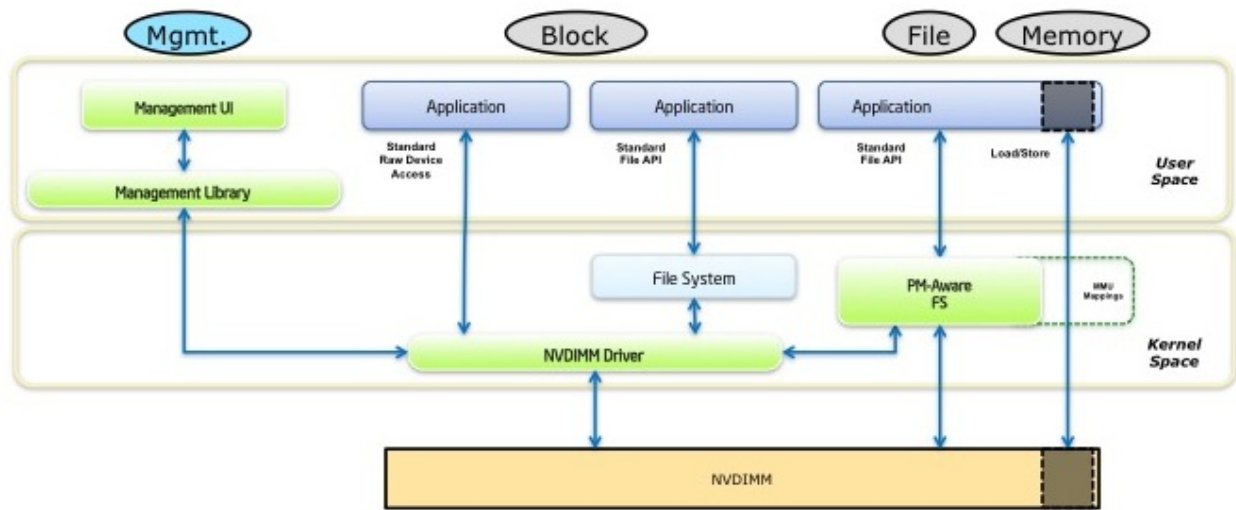 Mgmt.
Block
File
Memory
Management UI
Application
Application
Application
Standard
Raw Device
Access
Standard
File API
Standard
File API
Load/Store
User
Space
Management Library
File System
PM-Aware
FS
MMU
Mappings
NVDIMM Driver
Kernel
Space
NVDIMM